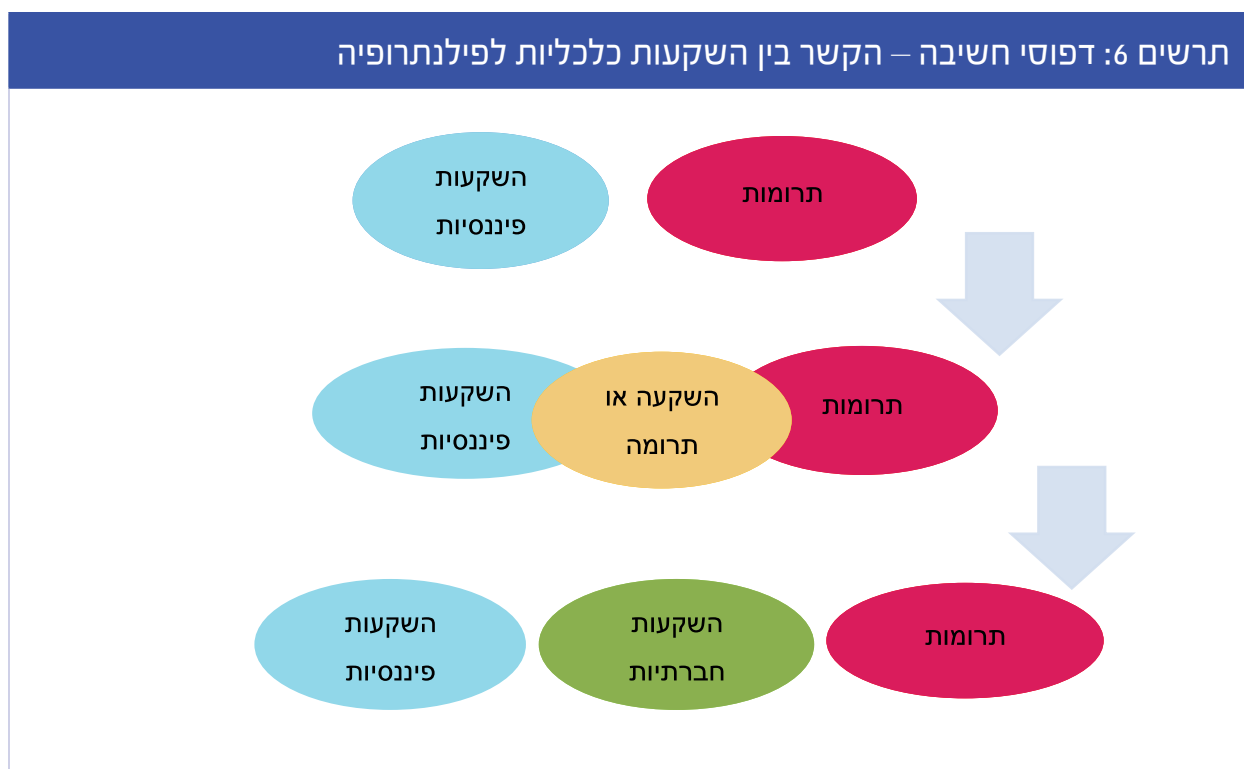 תרשים 6: דפוסי חשיבה – הקשר בין השקעות כלכליות לפילנתרופיה
תרומות
השקעות
פיננסיות
תרומות
השקעה או
תרומה
השקעות
פיננסיות
תרומות
השקעות
חברתיות
השקעות
פיננסיות